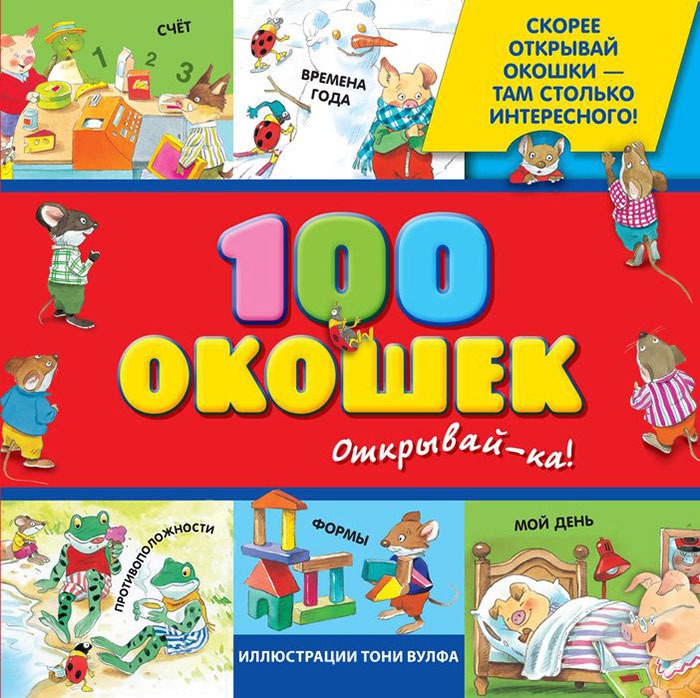 СЧЁТ
1 2 3
ВРЕМЕНА
ГОДА
СКОРЕЕ
ОТКРЫВАЙ
ОКОШКИ —
ТАМ СТОЛЬКО
ИНТЕРЕСНОГО!
100
ОКОШЕК
Открывай-ка!
ПРОТИВОПОЛОЖНОСТИ
ФОРМЫ
МОЙ ДЕНЬ
ИЛЛЮСТРАЦИИ ТОНИ ВУЛФА